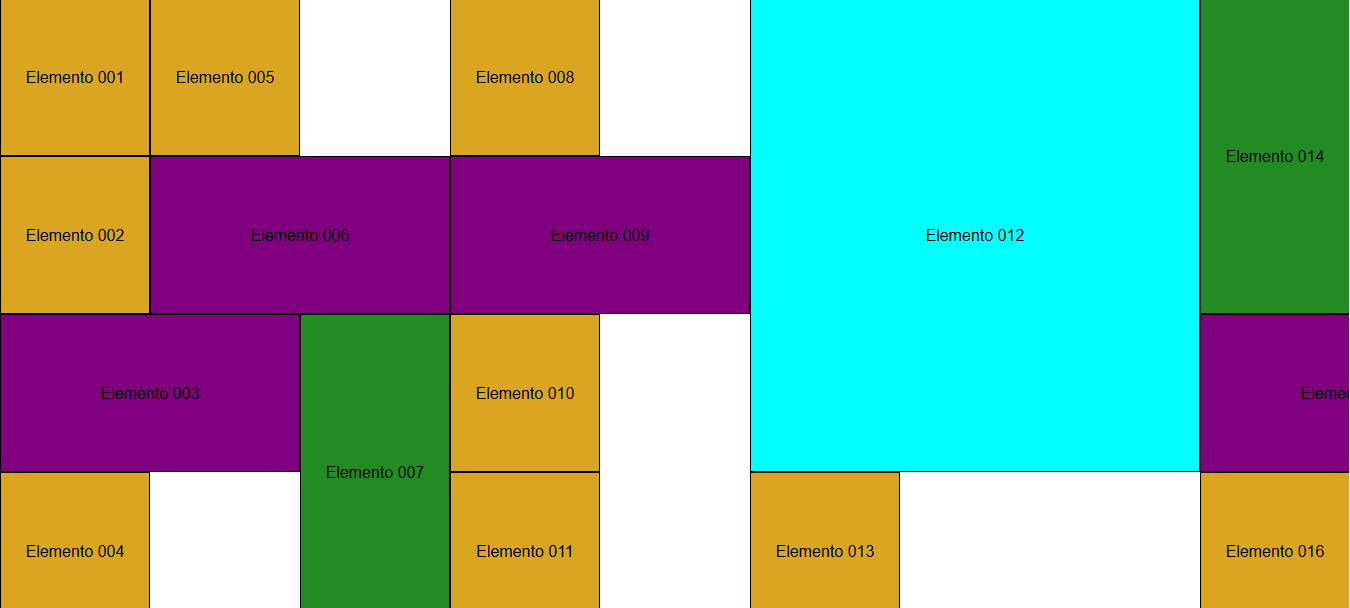 Elemento 001
Elemento 005
Elemento 008
Elemento 014
Elemento 002
Elemento 006
Elemento 009
Elemento 012
Elemento 003
Elemento 010
Elemen
Elemento 007
Elemento 004
Elemento 011
Elemento 013
Elemento 016